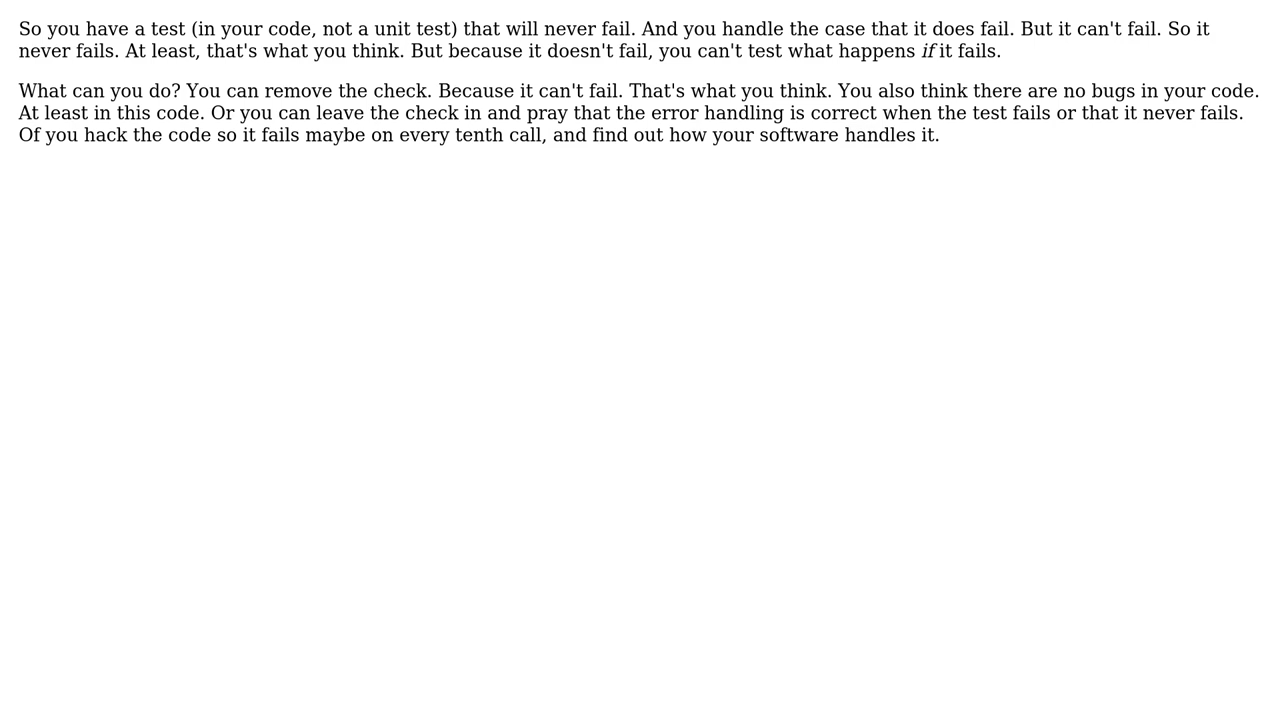 So you have a test (in your code, not a unit test) that will never fail. And you handle the case that it does fail. But it can't fail. So it
never fails. At least, that's what you think. But because it doesn't fail, you can't test what happens if it fails.
What can you do? You can remove the check. Because it can't fail. That's what you think. You also think there are no bugs in your code.
At least in this code. Or you can leave the check in and pray that the error handling is correct when the test fails or that it never fails.
Of you hack the code so it fails maybe on every tenth call, and find out how your software handles it.